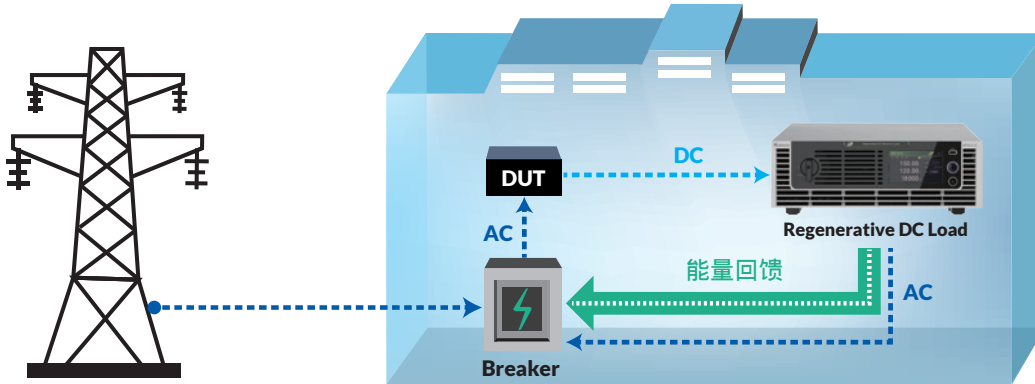 DUT
DC
AC
Regenerative DC Load
能量回馈
AC
Breaker